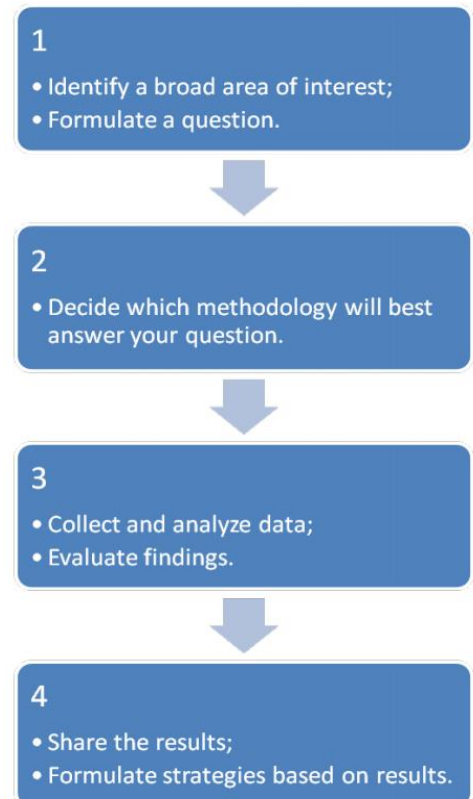 1
• Identify a broad area of interest;
• Formulate a question.
2
• Decide which methodology will best
answer your question.
3
• Collect and analyze data;
• Evaluate findings.
4
• Share the results;
• Formulate strategies based on results.